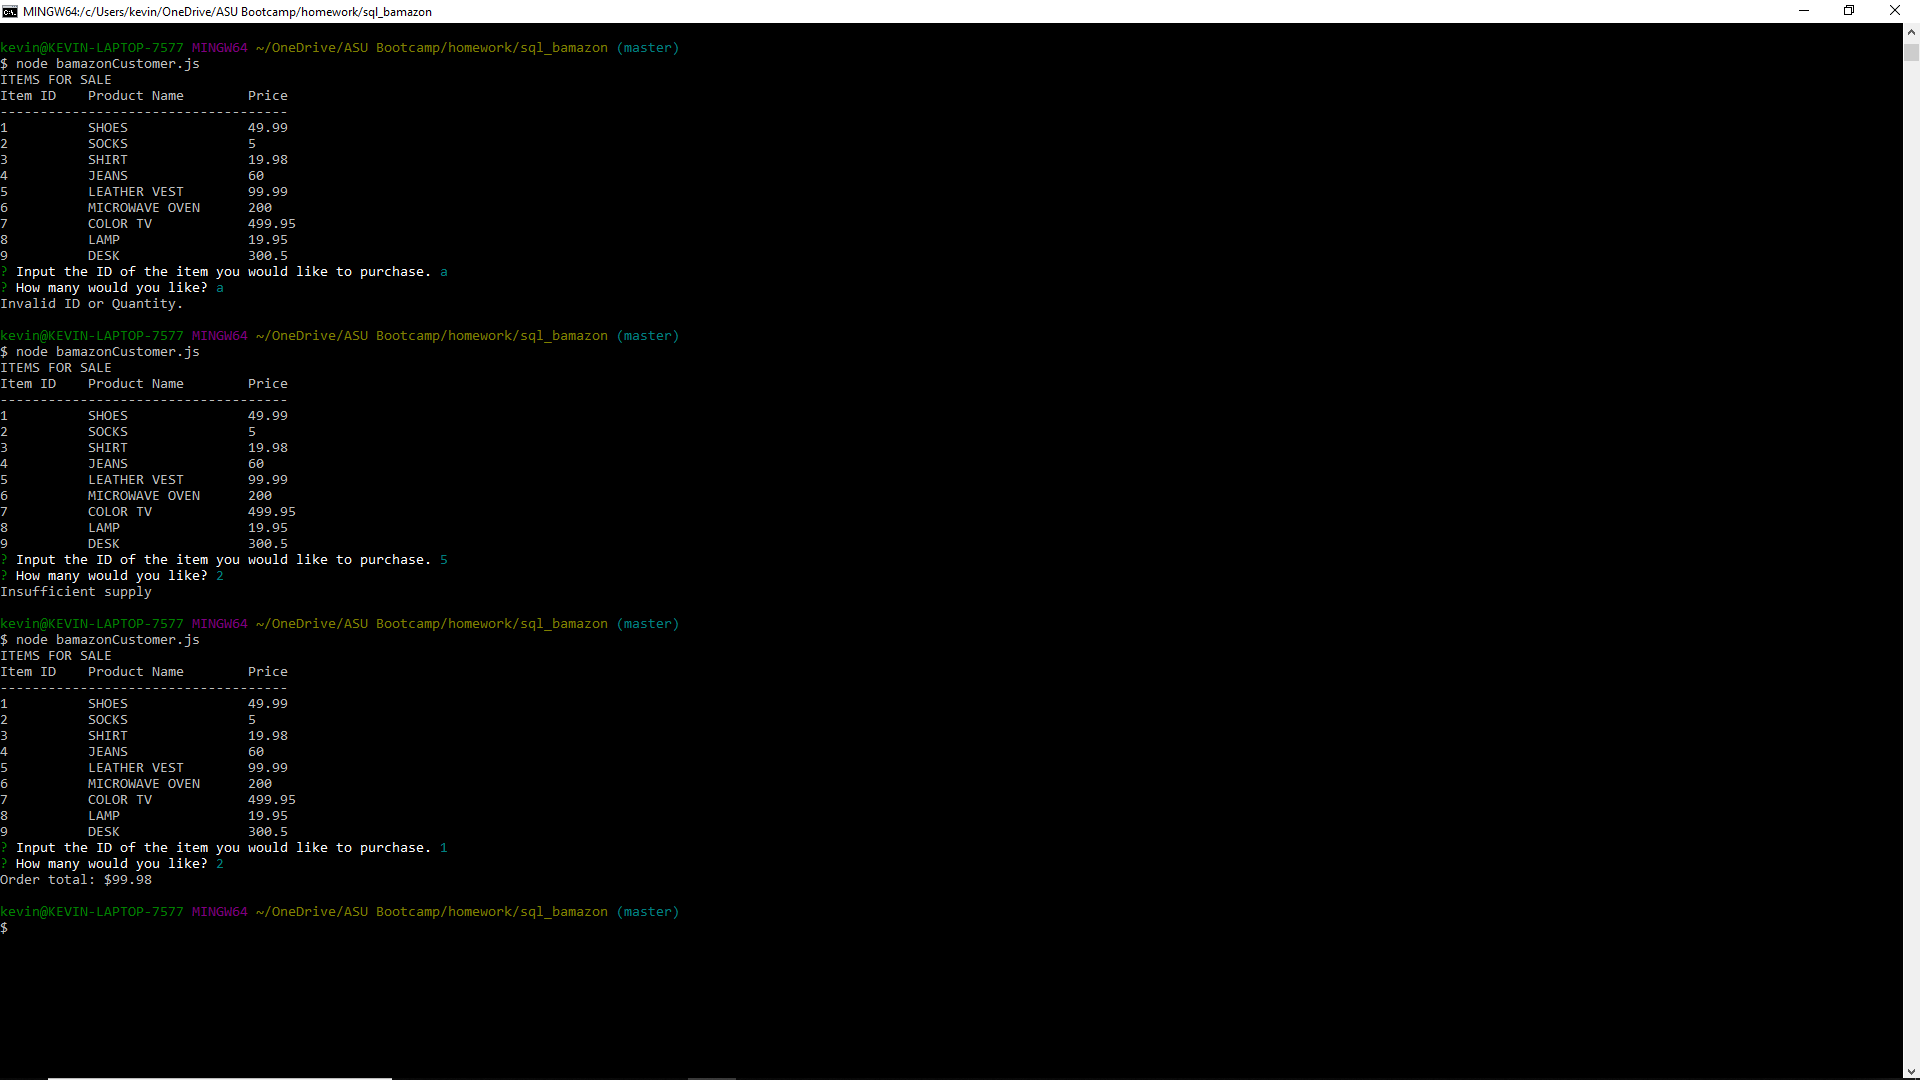 MINGW64:/c/Users/kevin/OneDrive/ASU Bootcamp/homework/sql_bamazon
kevin@KEVIN-LAPTOP-7577 MINGW64 ~/OneDrive/ASU Bootcamp/homework/sql_bamazon (master)
$ node bamazonCustomer.js
ITEMS FOR SALE
Item ID    Product Name        Price
------------------------------------
1          SHOES               49.99
2          SOCKS               5
3          SHIRT               19.98
4          JEANS               60
5          LEATHER VEST        99.99
6          MICROWAVE OVEN      200
7          COLOR TV            499.95
8          LAMP                19.95
9          DESK                300.5
? Input the ID of the item you would like to purchase. a
? How many would you like? a
Invalid ID or Quantity.
kevin@KEVIN-LAPTOP-7577 MINGW64 ~/OneDrive/ASU Bootcamp/homework/sql_bamazon (master)
$ node bamazonCustomer.js
ITEMS FOR SALE
Item ID    Product Name        Price
------------------------------------
1          SHOES               49.99
2          SOCKS               5
3          SHIRT               19.98
4          JEANS               60
5          LEATHER VEST        99.99
6          MICROWAVE OVEN      200
7          COLOR TV            499.95
8          LAMP                19.95
9          DESK                300.5
? Input the ID of the item you would like to purchase. 5
? How many would you like? 2
Insufficient supply
kevin@KEVIN-LAPTOP-7577 MINGW64 ~/OneDrive/ASU Bootcamp/homework/sql_bamazon (master)
$ node bamazonCustomer.js
ITEMS FOR SALE
Item ID    Product Name        Price
------------------------------------
1          SHOES               49.99
2          SOCKS               5
3          SHIRT               19.98
4          JEANS               60
5          LEATHER VEST        99.99
6          MICROWAVE OVEN      200
7          COLOR TV            499.95
8          LAMP                19.95
9          DESK                300.5
? Input the ID of the item you would like to purchase. 1
? How many would you like? 2
Order total: $99.98
kevin@KEVIN-LAPTOP-7577 MINGW64 ~/OneDrive/ASU Bootcamp/homework/sql_bamazon (master)
$